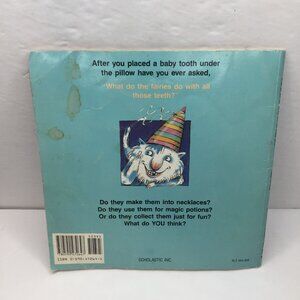 After you placed a baby tooth under
the pillow have you ever asked,
"What do the fairies do with all
those teeth?"
Do they make them into necklaces?
Do they use them for magic potions?
Or do they collect them just for fun?
What do YOU think?
SCHOLASTIC INC.